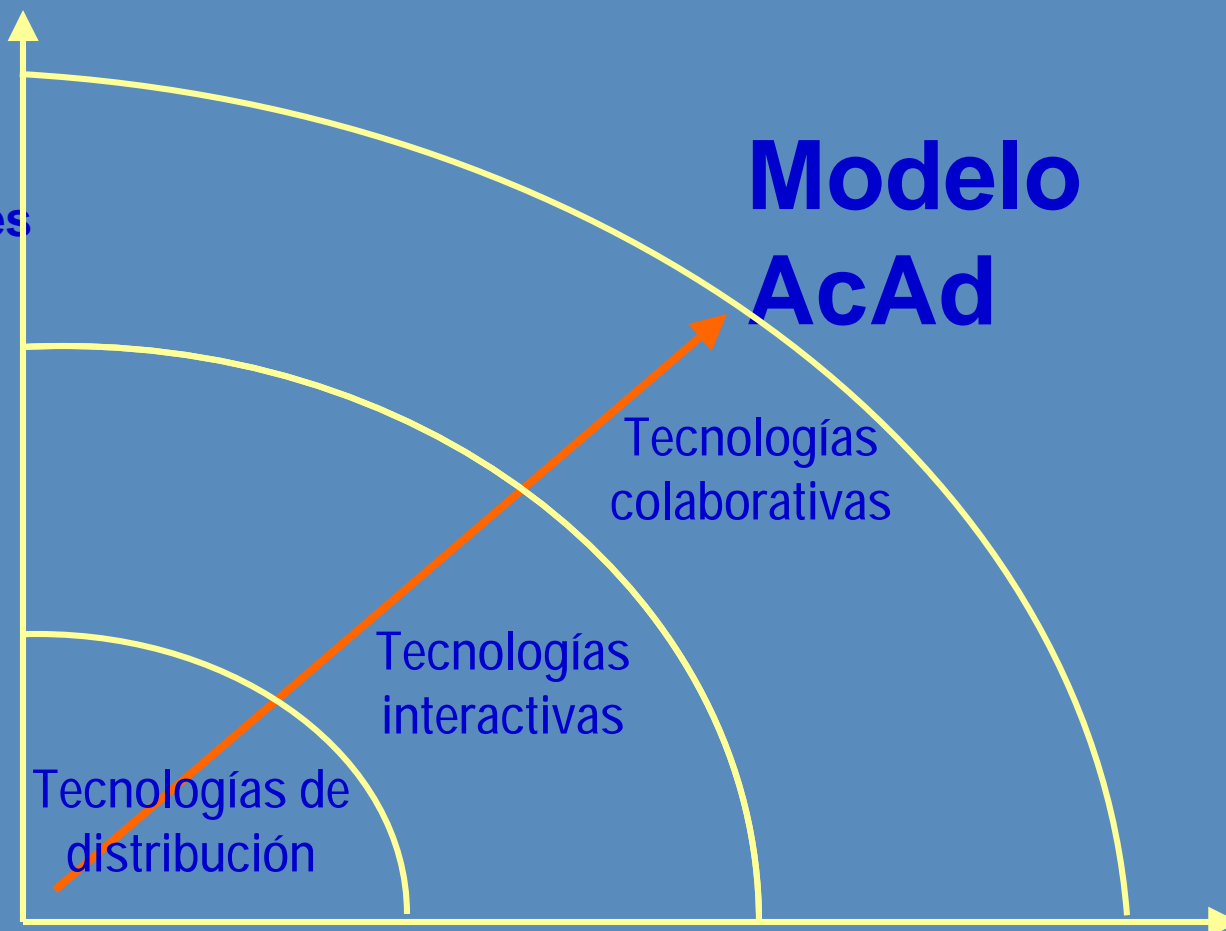 Modelo
AcAd
Tecnologías
colaborativas
Tecnologías
interactivas
Tecnologías de
distribución